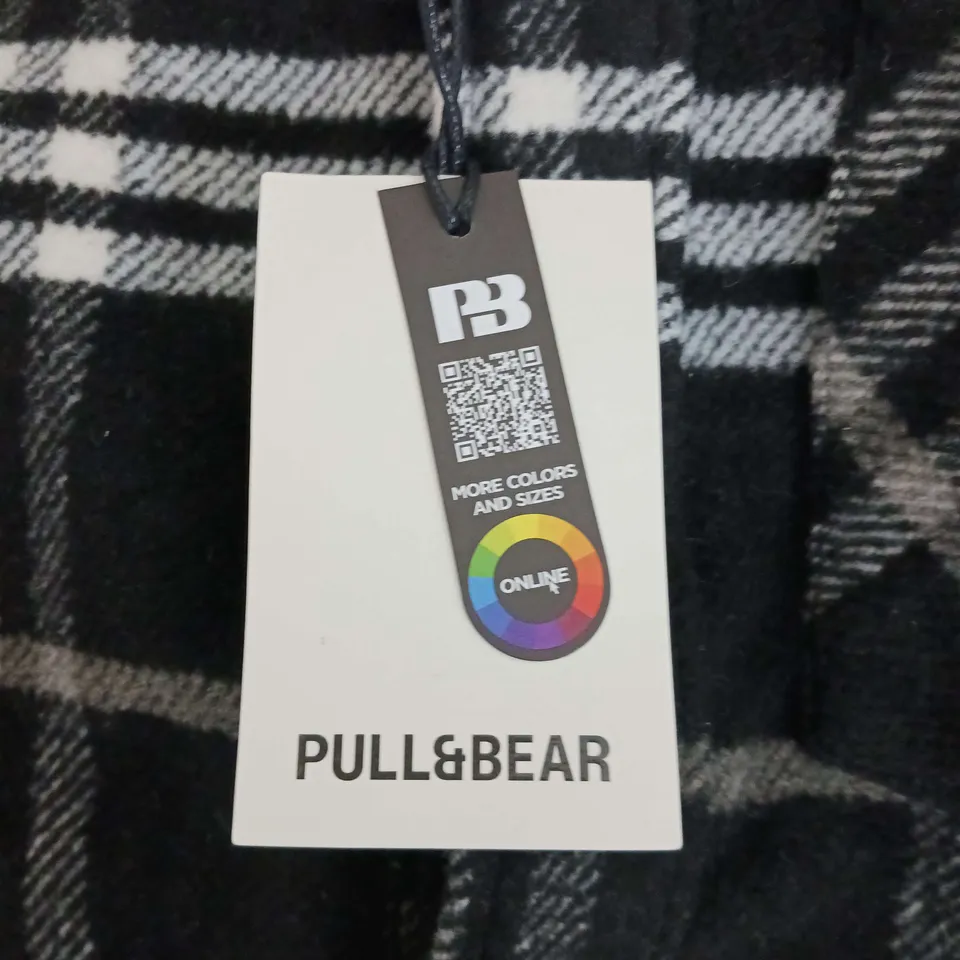 PB
MORE COLORS
AND SIZES
ONLINE
PULL&BEAR